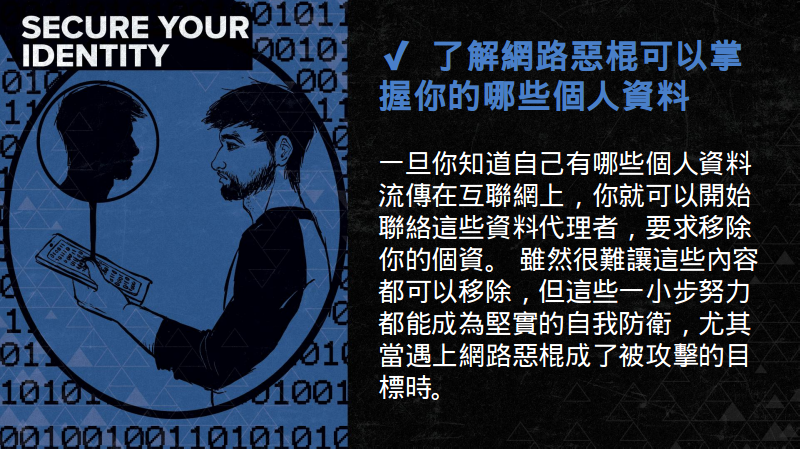 SECURE YOUR
IDENTITY
✓ 了解網路惡棍可以掌
握你的哪些個人資料
一旦你知道自己有哪些個人資料
流傳在互聯網上，你就可以開始
聯絡這些資料代理者，要求移除
你的個資。 雖然很難讓這些內容
都可以移除，但這些一小步努力
都能成為堅實的自我防衛，尤其
當遇上網路惡棍成了被攻擊的目
標時。